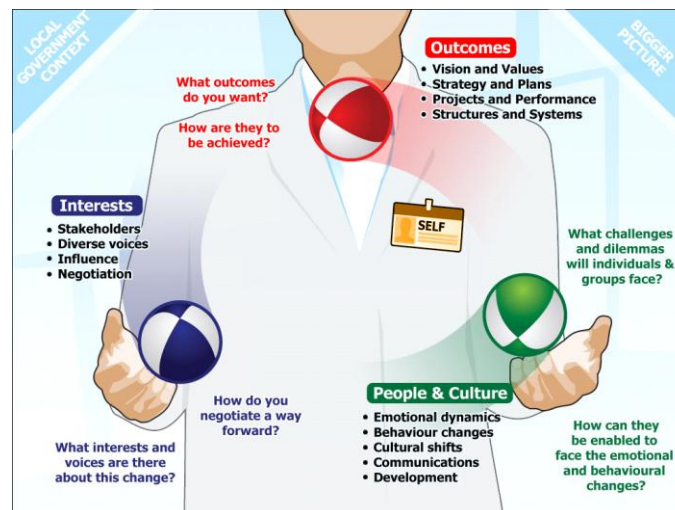 LOCAL
GOVERNMENT
CONTEXT
BIGGER
PICTURE
Outcomes
• Vision and Values
• Strategy and Plans
• Projects and Performance
• Structures and Systems
What outcomes
do you want?
How are they to
be achieved?
Interests
• Stakeholders
• Diverse voices
• Influence
• Negotiation
SELF
What challenges
and dilemmas
will individuals &
groups face?
How do you
negotiate a way
forward?
What interests and
voices are there
about this change?
People & Culture
• Emotional dynamics
• Behaviour changes
• Cultural shifts
• Communications
• Development
How can they
be enabled to
face the emotional
and behavioural
changes?